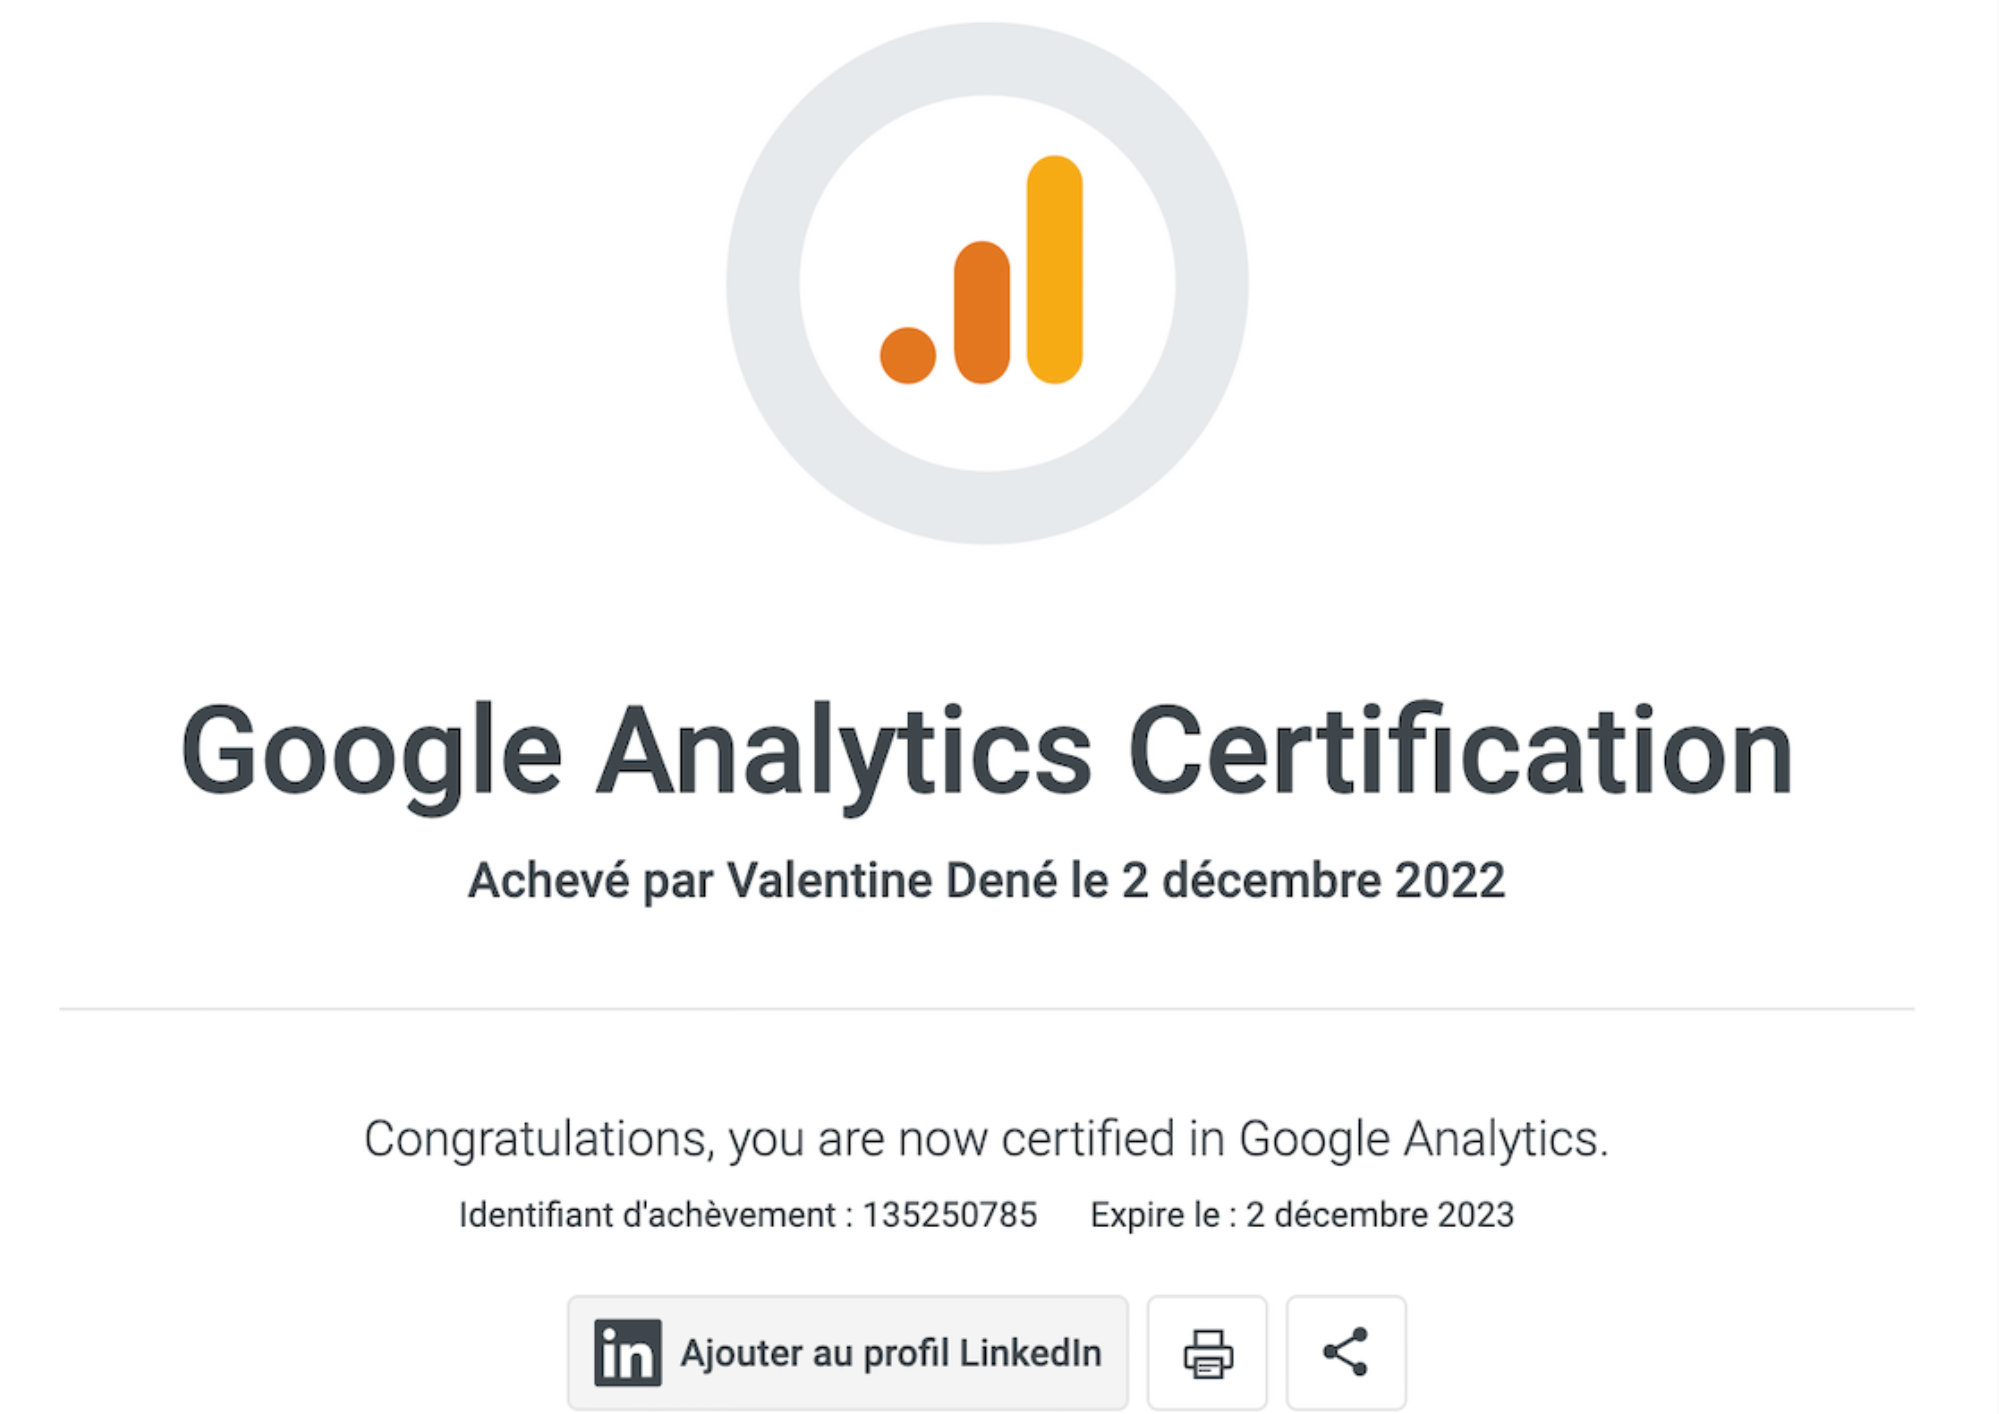 Google Analytics Certification
Achevé par Valentine Dené le 2 décembre 2022
Congratulations, you are now certified in Google Analytics.
Identifiant d'achèvement : 135250785 Expire le : 2 décembre 2023
in Ajouter au profil LinkedIn